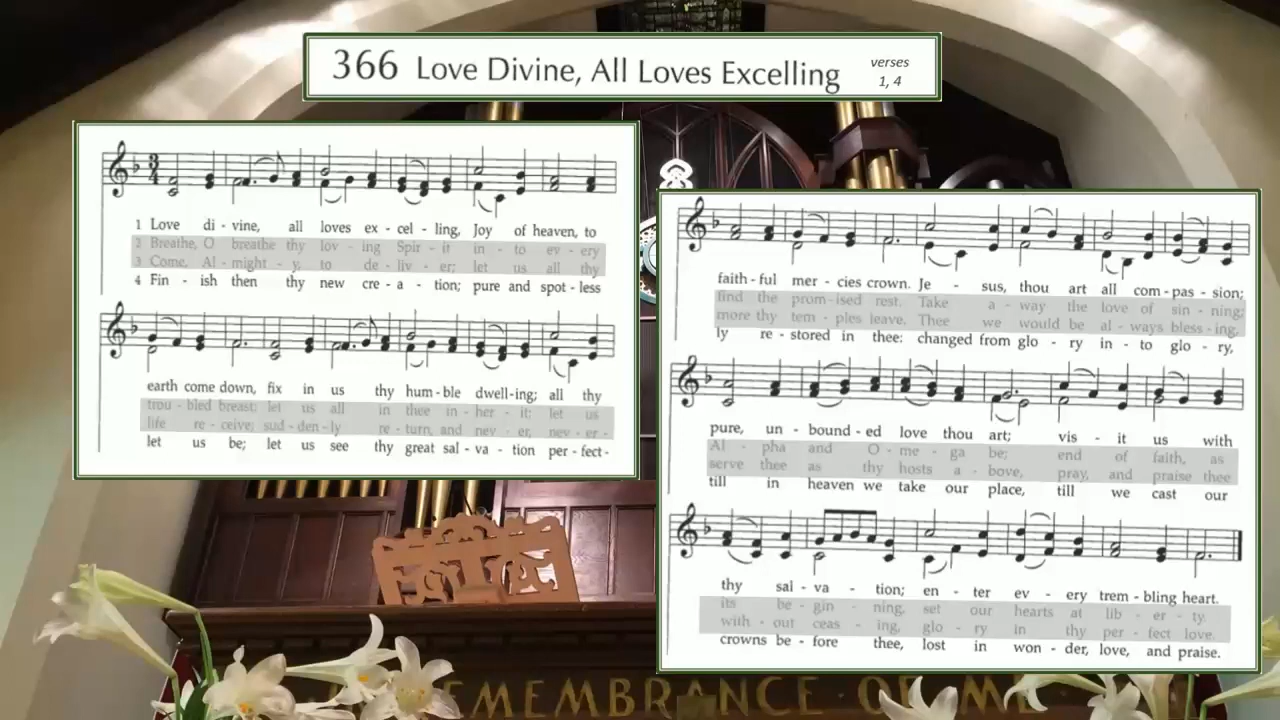 366 Love Divine, All Loves Excelling
verses
1, 4
1 Love di - vine, all loves ex - cel - ling, Joy of heaven, to
2 Breathe, O breathe thy lov - ing Spir - it in - to ev - ery
3 Come, Al - might - y, to de - liv - er; let us all thy
4 Fin - ish then thy new cre - a - tion; pure and spot - less
earth come down, fix in us thy hum - ble dwell - ing; all thy
trou - bled breast; let us all in thee in - her - it; let us
life re - ceive; sud - den - ly re - turn, and nev - er, nev - er -
let us be; let us see thy great sal - va - tion per - fect -
faith - ful mer - cies crown. Je - sus, thou art all com - pas - sion;
find the prom - ised rest. Take a - way the love of sin - ning;
more thy tem - ples leave. Thee we would be al - ways bless - ing,
ly re - stored in thee: changed from glo - ry in - to glo - ry,
pure, un - bound - ed love thou art; vis - it us with
Al - pha and O - me - ga be; end of faith, as
serve thee as thy hosts a - bove, pray, and praise thee
till in heaven we take our place, till we cast our
thy sal - va - tion; en - ter ev - ery trem - bling heart.
its be - gin - ning, set our hearts at lib - er - ty.
with - out ceas - ing, glo - ry in thy per - fect love.
crowns be - fore thee, lost in won - der, love, and praise.
EMEMBRANCE · OF ME